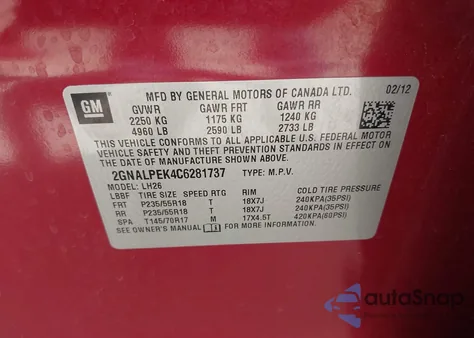 GM
MFD BY GENERAL MOTORS OF CANADA LTD.
02/12
GVWR GAWR FRT GAWR RR
2250 KG 1175 KG 1240 KG
4960 LB 2590 LB 2733 LB
THIS VEHICLE CONFORMS TO ALL APPLICABLE U.S. FEDERAL MOTOR
VEHICLE SAFETY AND THEFT PREVENTION STANDARDS IN EFFECT ON
THE DATE OF MANUFACTURE SHOWN ABOVE.
2GNALPEK4C6281737 TYPE: M.P.V.
MODEL: LH26
LBBF TIRE SIZE SPEED RTG RIM COLD TIRE PRESSURE
FRT P235/55R18 T 18X7J 240KPA(35PSI)
RR P235/55R18 T 18X7J 240KPA(35PSI)
SPA T145/70R17 M 17X4.5T 420KPA(60PSI)
SEE OWNER'S MANUAL FOR MORE INFORMATION.
autoSnap